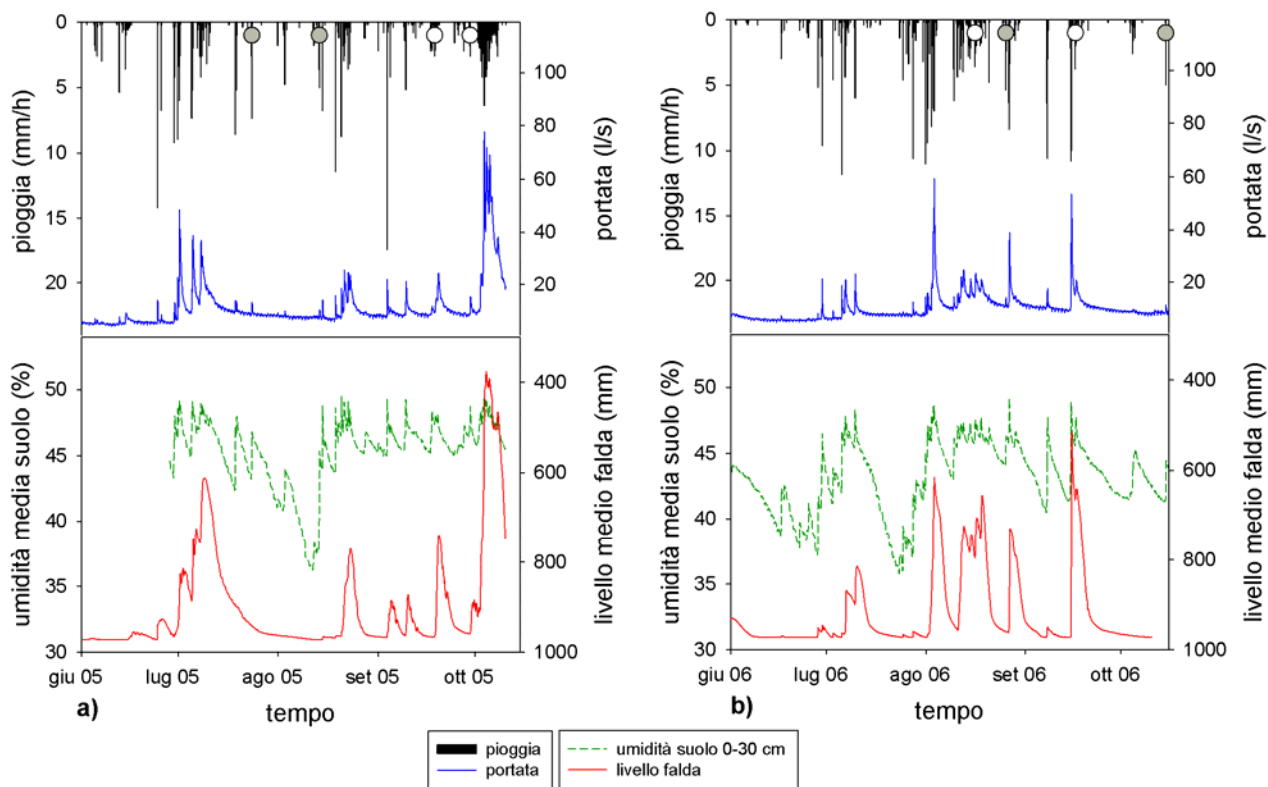 0
5
10
15
20
pioggia (mm/h)
100
80
60
40
20
portata (l/s)
50
45
40
35
30
umidità media suolo (%)
400
600
800
1000
livello medio falda (mm)
giu 05 lug 05 ago 05 set 05 ott 05
a)
tempo
0
5
10
15
20
pioggia (mm/h)
100
80
60
40
20
portata (l/s)
50
45
40
35
30
umidità media suolo (%)
400
600
800
1000
livello medio falda (mm)
giu 06 lug 06 ago 06 set 06 ott 06
b)
tempo
pioggia
portata
umidità suolo 0-30 cm
livello falda